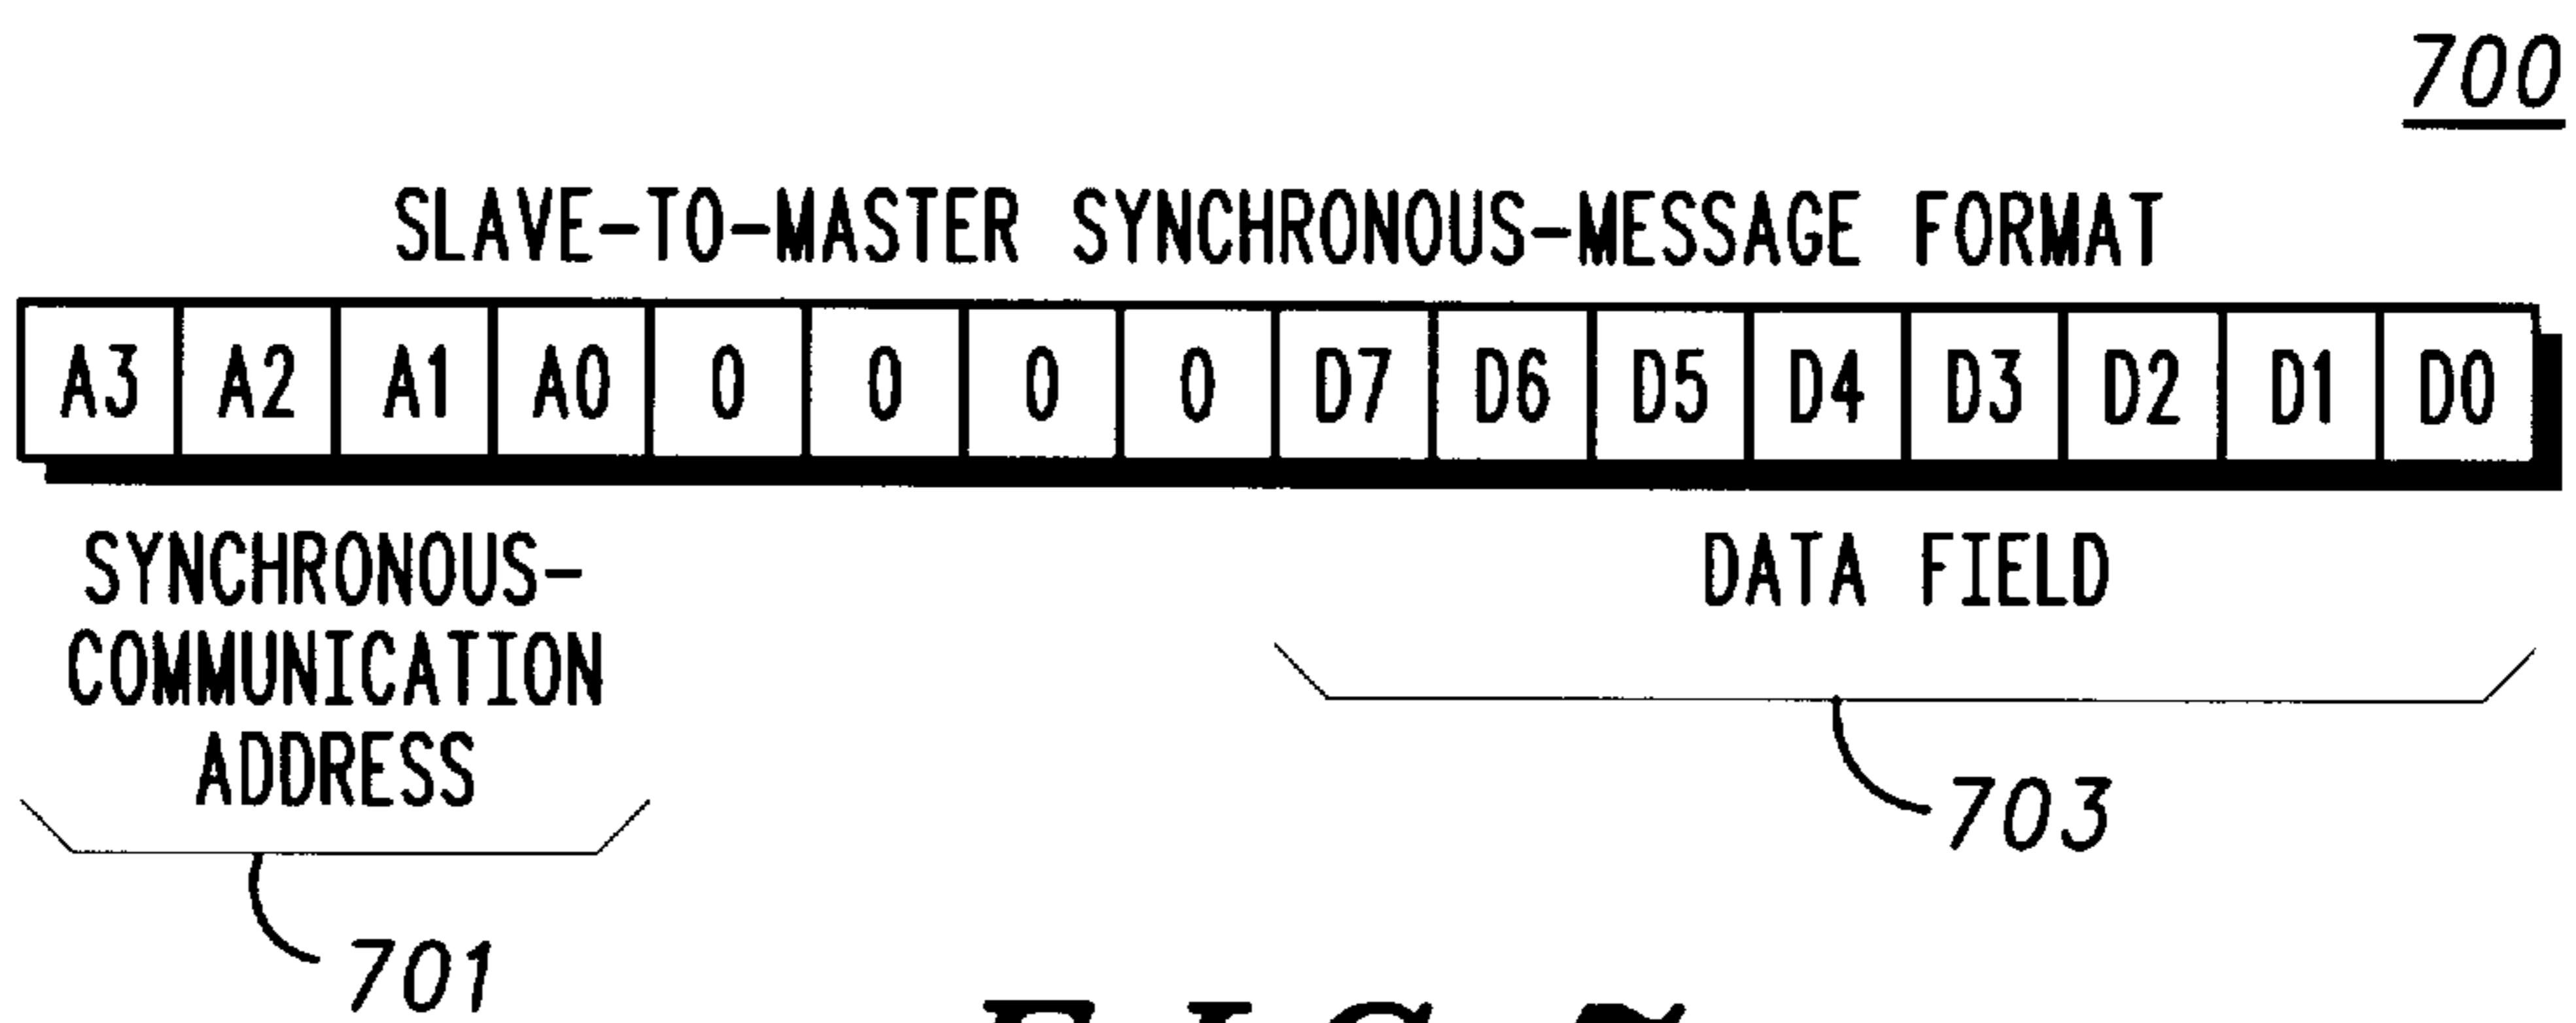 700
SLAVE-TO-MASTER SYNCHRONOUS-MESSAGE FORMAT
A3 A2 A1 A0 0 0 0 0 D7 D6 D5 D4 D3 D2 D1 D0
SYNCHRONOUS-
COMMUNICATION
ADDRESS
DATA FIELD
703
701